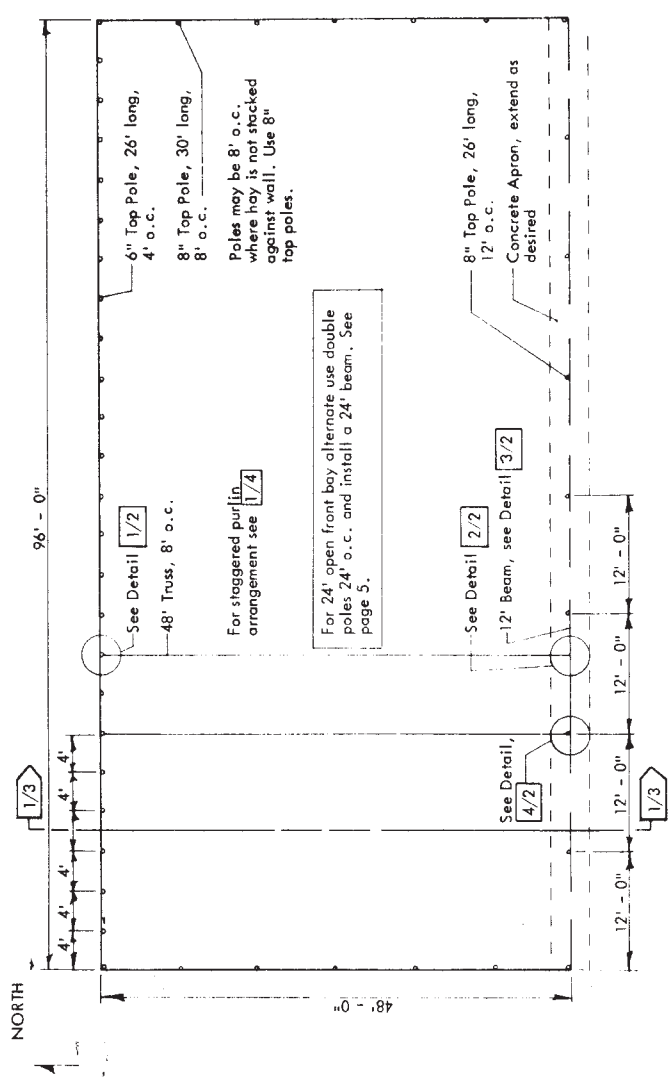 NORTH
96' - 0"
1/3
4'
4'
4'
4'
4'
See Detail 1/2
48' Truss, 8' o.c.
For staggered purlin
arrangement see 1/4
6" Top Pole, 26' long,
4' o.c.
8" Top Pole, 30' long,
8' o.c.
Poles may be 8' o.c.
where hay is not stacked
against wall. Use 8"
top poles.
48' - 0"
For 24' open front bay alternate use double
poles 24' o.c. and install a 24' beam. See
page 5.
See Detail,
4/2
See Detail 2/2
12' Beam, see Detail 3/2
8" Top Pole, 26' long,
12' o.c.
Concrete Apron, extend as
desired
12' - 0"
12' - 0"
12' - 0"
12' - 0"
1/3